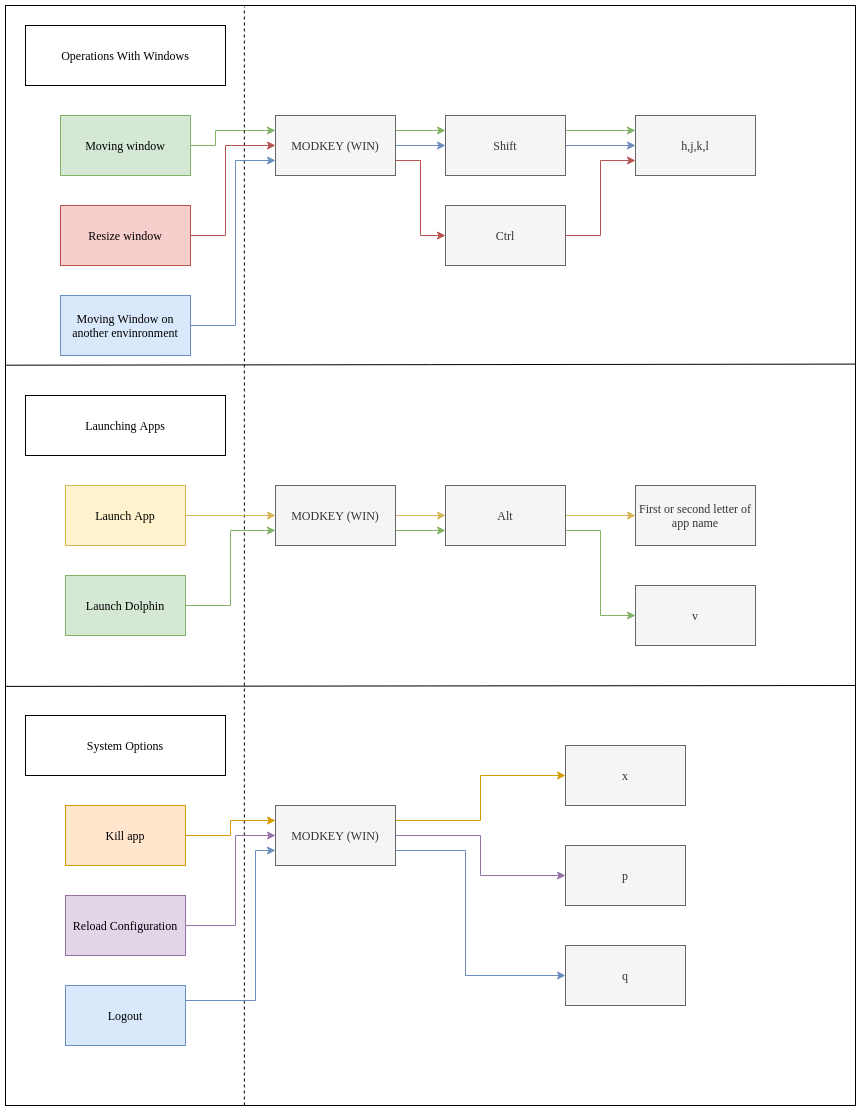 Operations With Windows
Moving window
MODKEY (WIN)
Shift
h,j,k,l
Resize window
Ctrl
Moving Window on
another envinronment
Launching Apps
Launch App
MODKEY (WIN)
Alt
First or second letter of
app name
Launch Dolphin
v
System Options
x
Kill app
MODKEY (WIN)
p
Reload Configuration
q
Logout